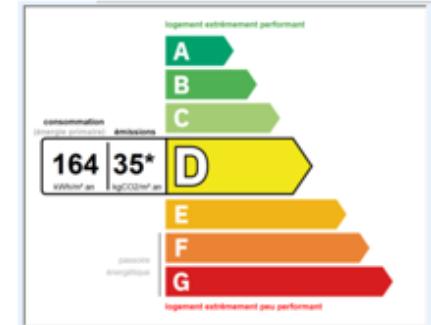 logement extrêmement performant
A
B
C
consommation
(énergie primaire) émissions
164 35* D
kWh/m² an kgCO2/m² an
E
F
passoire
énergétique
G
logement extrêmement peu performant